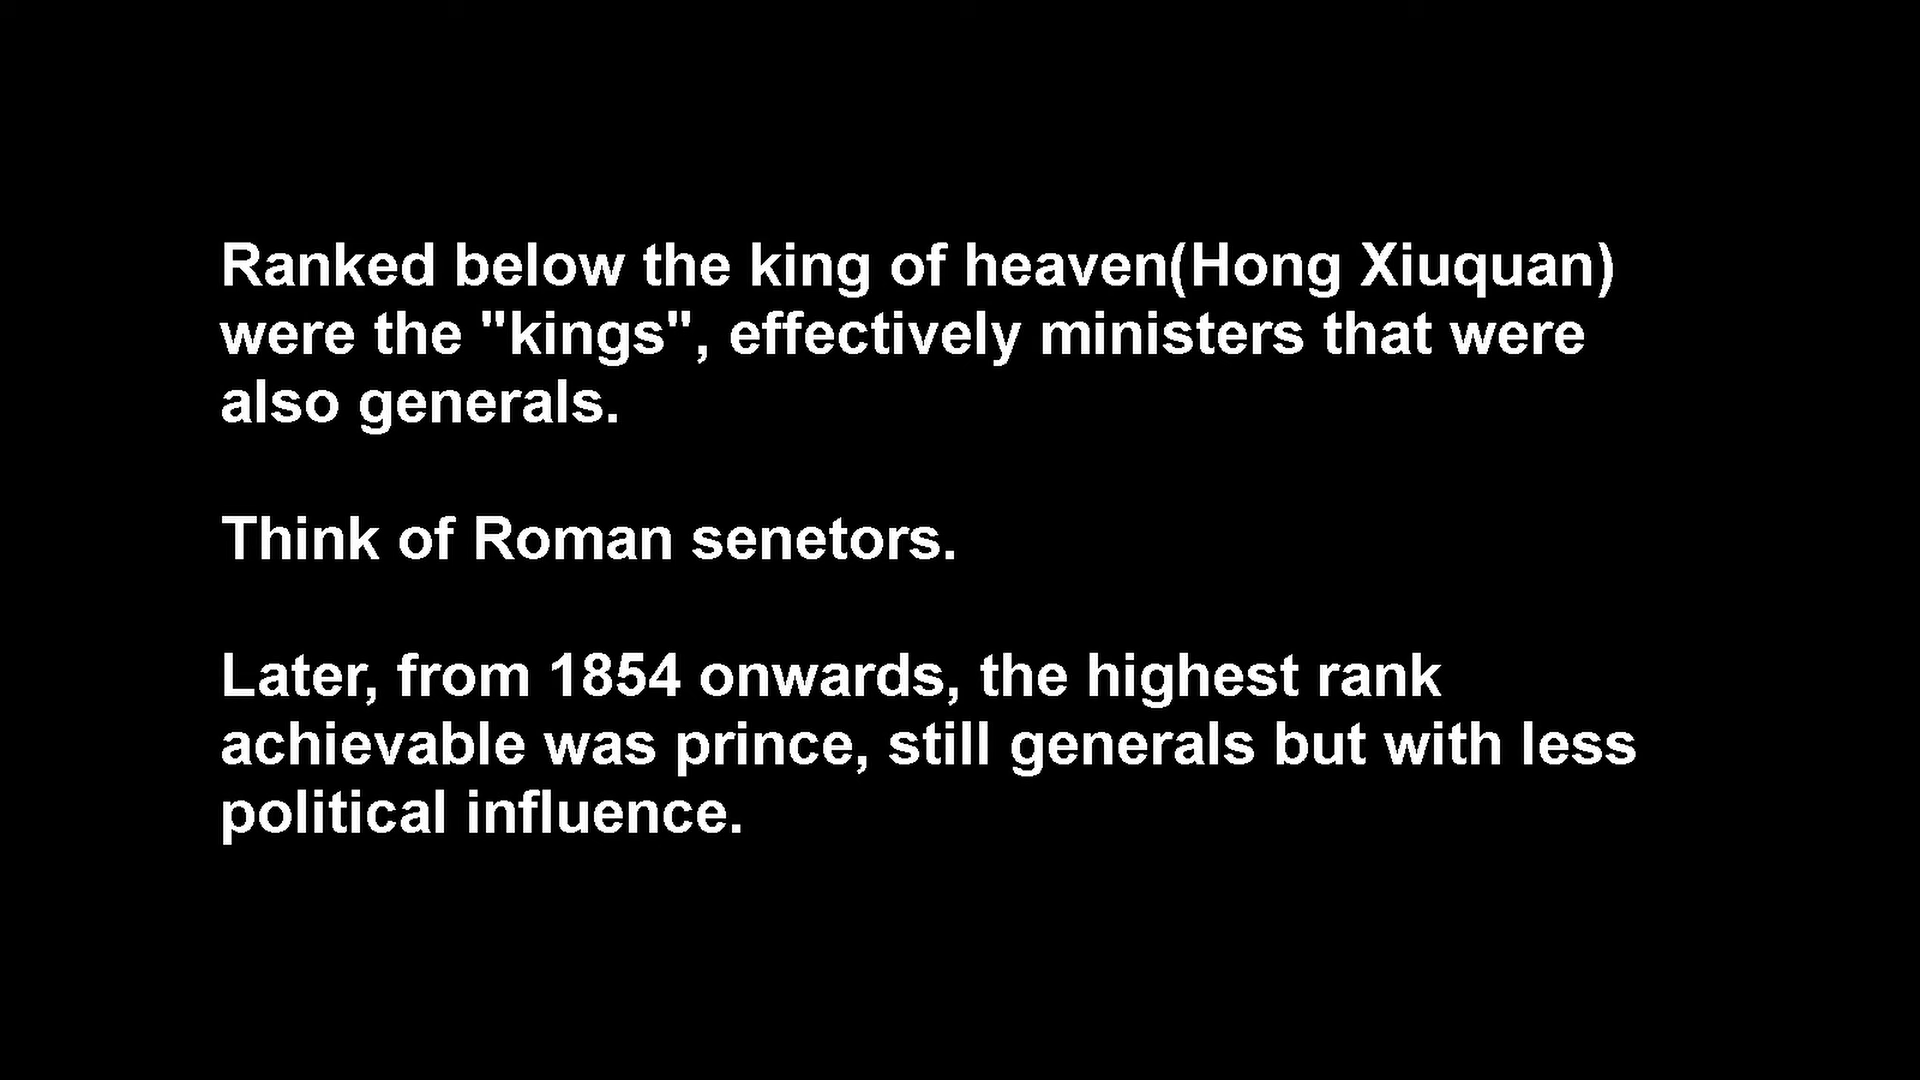 Ranked below the king of heaven(Hong Xiuquan)
were the "kings", effectively ministers that were
also generals.
Think of Roman senetors.
Later, from 1854 onwards, the highest rank
achievable was prince, still generals but with less
political influence.